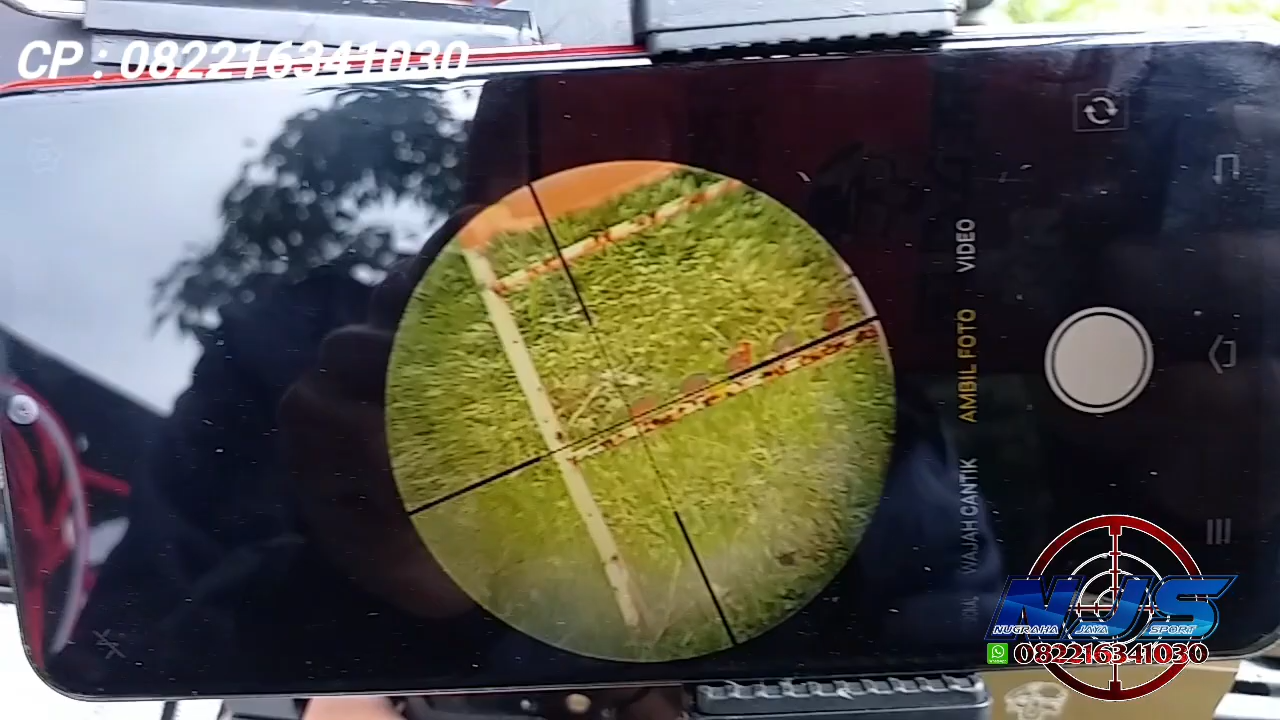 CP : 082216341030
VIDEO
AMBIL FOTO
WAJAH CANTIK
NJS
NUGRAHA JAYA SPORT
082216341030